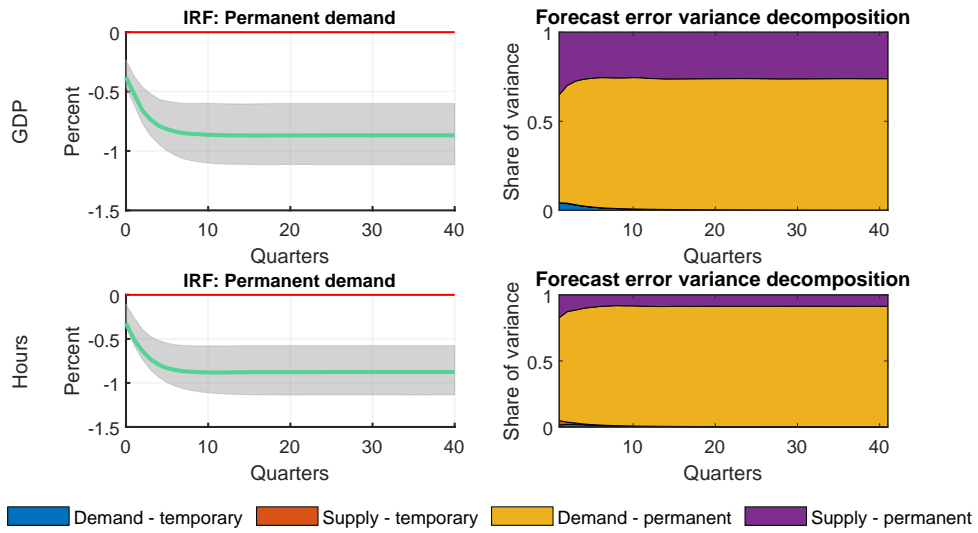 IRF: Permanent demand
Forecast error variance decomposition
GDP
Percent
0
-0.5
-1
-1.5
0 10 20 30 40
Quarters
Share of variance
1
0.5
0
10 20 30 40
Quarters
IRF: Permanent demand
Forecast error variance decomposition
Hours
Percent
0
-0.5
-1
-1.5
0 10 20 30 40
Quarters
Share of variance
1
0.5
0
10 20 30 40
Quarters
Demand - temporary Supply - temporary Demand - permanent Supply - permanent